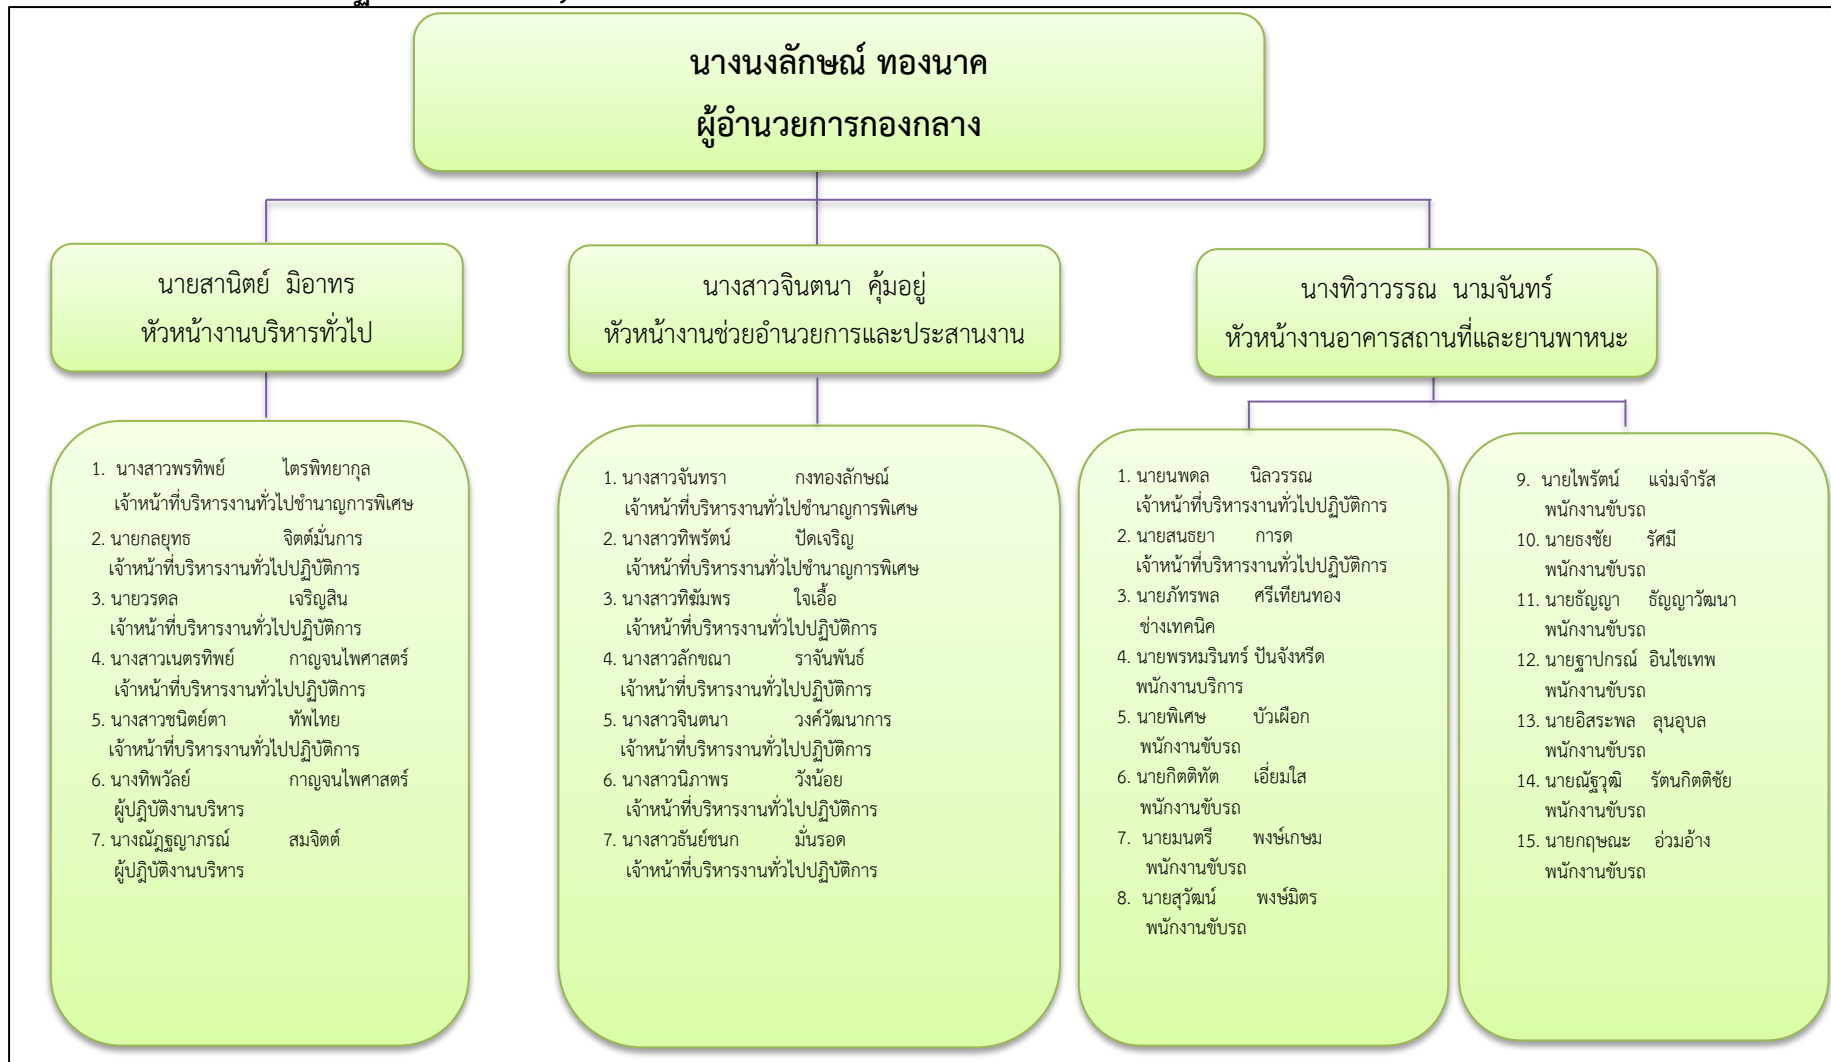 นางนงลักษณ์ ทองนาค
ผู้อำนวยการกองกลาง
นายสานิตย์ มิอาทร
หัวหน้างานบริหารทั่วไป
นางสาวจินตนา คุ้มอยู่
หัวหน้างานช่วยอำนวยการและประสานงาน
นางทิวาวรรณ นามจันทร์
หัวหน้างานอาคารสถานที่และยานพาหนะ
1. นางสาวพรทิพย์ ไตรพิทยากุล
เจ้าหน้าที่บริหารงานทั่วไปชำนาญการพิเศษ
2. นายกลยุทธ จิตต์มั่นการ
เจ้าหน้าที่บริหารงานทั่วไปปฏิบัติการ
3. นายวรดล เจริญสิน
เจ้าหน้าที่บริหารงานทั่วไปปฏิบัติการ
4. นางสาวเนตรทิพย์ กาญจนไพศาสตร์
เจ้าหน้าที่บริหารงานทั่วไปปฏิบัติการ
5. นางสาวชนิตย์ตา ทัพไทย
เจ้าหน้าที่บริหารงานทั่วไปปฏิบัติการ
6. นางทิพวัลย์ กาญจนไพศาสตร์
ผู้ปฎิบัติงานบริหาร
7. นางณัฎฐญาภรณ์ สมจิตต์
ผู้ปฎิบัติงานบริหาร
1. นางสาวจันทรา กงทองลักษณ์
เจ้าหน้าที่บริหารงานทั่วไปชำนาญการพิเศษ
2. นางสาวทิพรัตน์ ปัดเจริญ
เจ้าหน้าที่บริหารงานทั่วไปชำนาญการพิเศษ
3. นางสาวทิฆัมพร ใจเอื้อ
เจ้าหน้าที่บริหารงานทั่วไปปฏิบัติการ
4. นางสาวลักขณา ราจันพันธ์
เจ้าหน้าที่บริหารงานทั่วไปปฏิบัติการ
5. นางสาวจินตนา วงค์วัฒนาการ
เจ้าหน้าที่บริหารงานทั่วไปปฏิบัติการ
6. นางสาวนิภาพร วังน้อย
เจ้าหน้าที่บริหารงานทั่วไปปฏิบัติการ
7. นางสาวธันย์ชนก มั่นรอด
เจ้าหน้าที่บริหารงานทั่วไปปฏิบัติการ
1. นายนพดล นิลวรรณ
เจ้าหน้าที่บริหารงานทั่วไปปฏิบัติการ
2. นายสนธยา การด
เจ้าหน้าที่บริหารงานทั่วไปปฏิบัติการ
3. นายภัทรพล ศรีเทียนทอง
ช่างเทคนิค
4. นายพรหมรินทร์ ปันจังหรีด
พนักงานบริการ
5. นายพิเศษ บัวเผือก
พนักงานขับรถ
6. นายกิตติทัต เอี่ยมใส
พนักงานขับรถ
7. นายมนตรี พงษ์เกษม
พนักงานขับรถ
8. นายสุวัฒน์ พงษ์มิตร
พนักงานขับรถ
9. นายไพรัตน์ แจ่มจำรัส
พนักงานขับรถ
10. นายธงชัย รัศมี
พนักงานขับรถ
11. นายธัญญา ธัญญาวัฒนา
พนักงานขับรถ
12. นายฐาปกรณ์ อินไชเทพ
พนักงานขับรถ
13. นายอิสระพล ลุนอุบล
พนักงานขับรถ
14. นายณัฐวุฒิ รัตนกิตติชัย
พนักงานขับรถ
15. นายกฤษณะ อ่วมอ้าง
พนักงานขับรถ